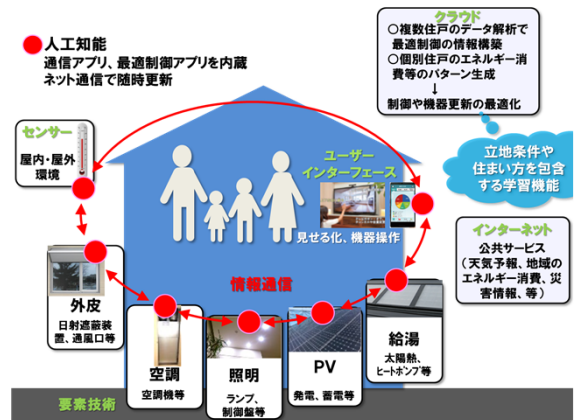 人工知能
通信アプリ、最適制御アプリを内蔵
ネット通信で随時更新
クラウド
○複数住戸のデータ解析で
最適制御の情報構築
○個別住戸のエネルギー消
費等のパターン生成
↓
制御や機器更新の最適化
センサー
屋内・屋外
環境
ユーザー
インターフェース
見せる化、機器操作
立地条件や
住まい方を包含
する学習機能
インターネット
公共サービス
（天気予報、地域の
エネルギー消費、災
害情報、等）
情報通信
外皮
日射遮蔽装
置、通風口等
空調
空調機等
照明
ランプ、
制御盤等
PV
発電、蓄電等
給湯
太陽熱、
ヒートポンプ等
要素技術